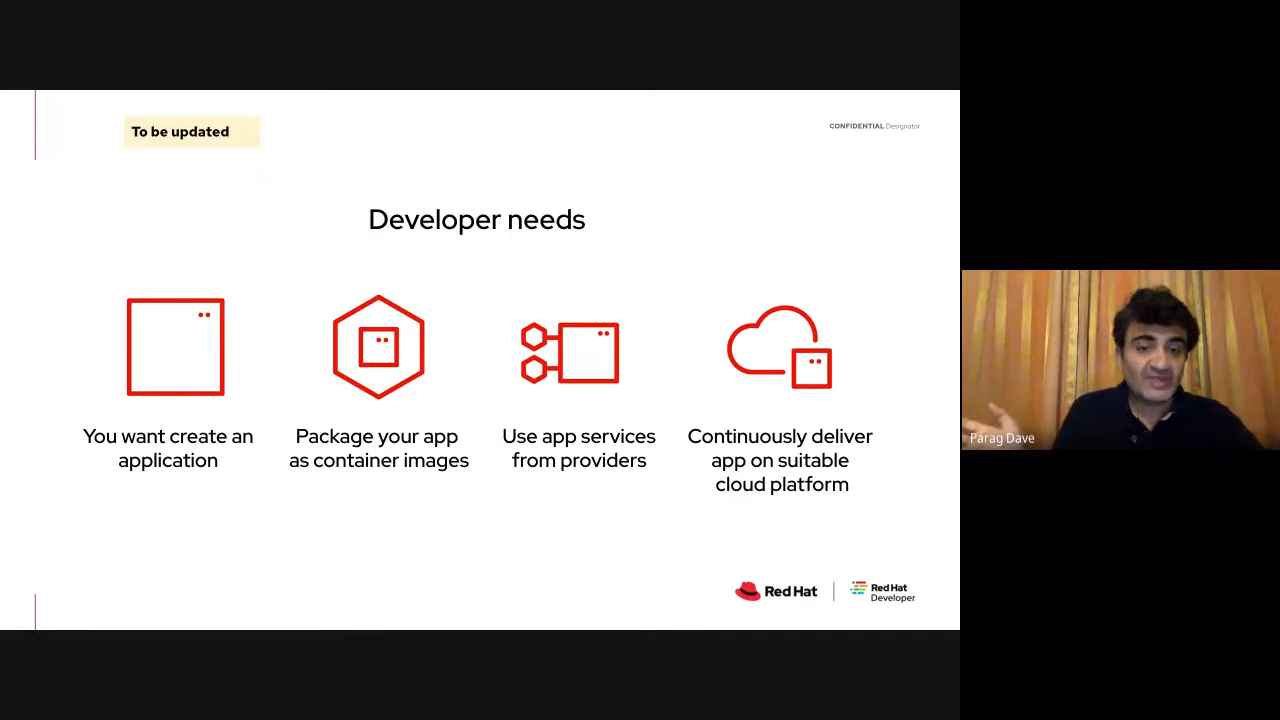 To be updated
CONFIDENTIAL Designator
Developer needs
You want create an
application
Package your app
as container images
Use app services
from providers
Continuously deliver
app on suitable
cloud platform
Parag Dave
Red Hat
Red Hat
Developer